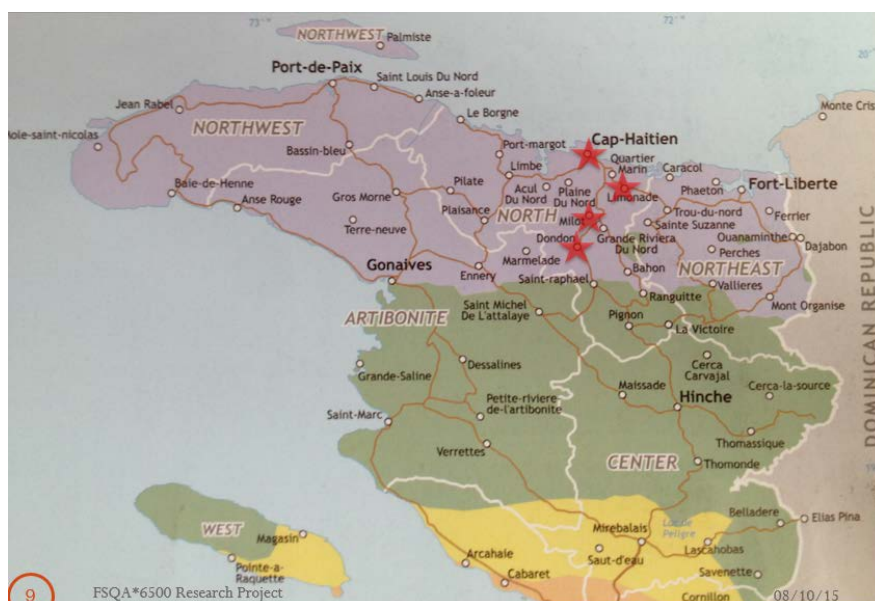 73°
72°
20°
NORTHWEST
Palmiste
Port-de-Paix
Saint Louis Du Nord
Anse-a-foleur
Jean Rabel
Le Borgne
Monte Cris
NORTHWEST
Mole-saint-nicolas
Bassin-bleu
Port-margot
Cap-Haitien
Quartier
Marin
Limbe
Caracol
Baie-de-Henne
Pilate
Acul
Du Nord
Plaine
Du Nord
Limonade
Phaeton
Fort-Liberte
Anse Rouge
Gros Morne
Plaisance
NORTH
Milot
Trou-du-nord
Sainte Suzanne
Ferrier
Terre-neuve
Dondon
Grande Riviera
Du Nord
Ouanaminthe
Perches
Dajabon
Marmelade
Gonaives
Ennery
Bahon
NORTHEAST
Saint-raphael
Vallieres
Ranguitte
Mont Organise
ARTIBONITE
Saint Michel
De L'attalaye
Pignon
La-Victoire
DOMINICAN REPUBLIC
Dessalines
Grande-Saline
Cerca
Carvajal
Maissade
Cerca-la-source
Hinche
Petite-riviere
de-l'artibonite
Saint-Marc
Thomassique
Verrettes
CENTER
Thomonde
Belladere
Elias Pina
WEST
Magasin
Mirebalais
Lac de
Peligre
Lascahobas
Arcahaie
Saut-d'eau
Pointe-a-
Raquette
Cabaret
Savenette
Cornillon
9
FSQA*6500 Research Project
08/10/15